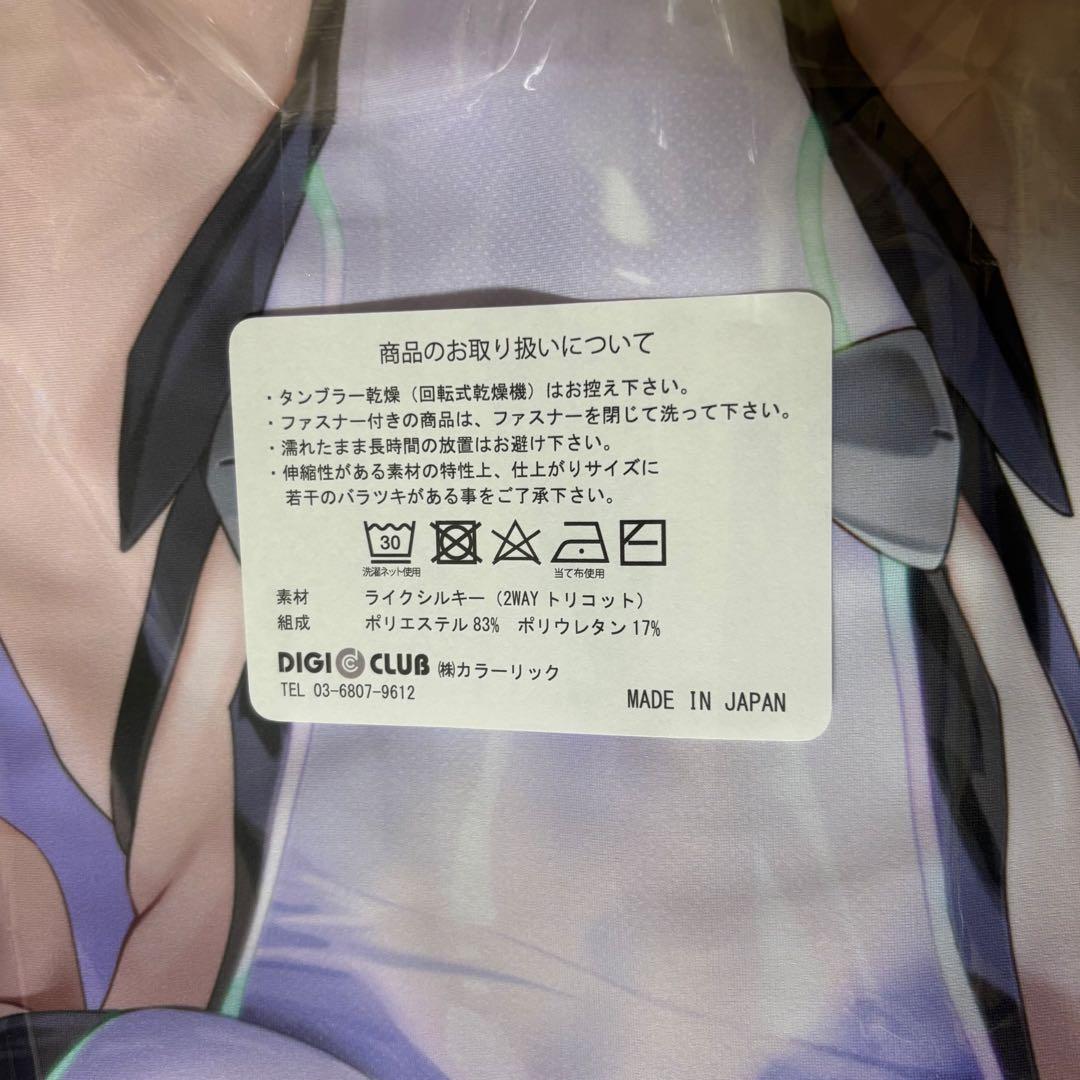 商品のお取り扱いについて
・タンブラー乾燥（回転式乾燥機）はお控え下さい。
・ファスナー付きの商品は、ファスナーを閉じて洗って下さい。
・濡れたまま長時間の放置はお避け下さい。
・伸縮性がある素材の特性上、仕上がりサイズに
若干のバラツキがある事をご了承下さい。
30
洗濯ネット使用 当て布使用
素材 ライクシルキー（2WAYトリコット）
組成 ポリエステル83% ポリウレタン17%
DIGI CLUB ㈱カラーリック
TEL 03-6807-9612
MADE IN JAPAN